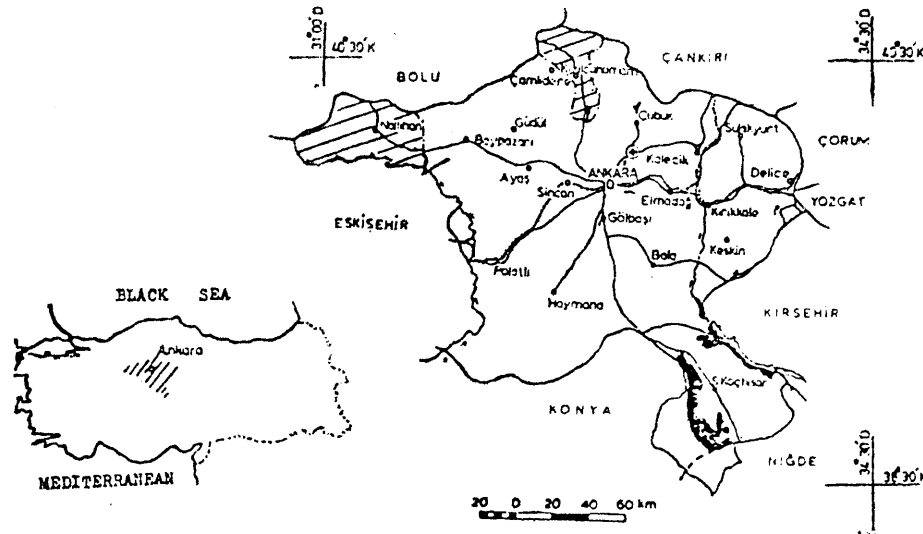 31°00'D
40°30'K
BOLU
ÇANKIRI
34°30'D
40°30'K
Çamlıdere
Kızılcahamam
Nallıhan
Güdül
Beypazarı
Çubuk
Sulakyurt
ÇORUM
Ayaş
Sincan
ANKARA
Kalecik
Delice
Elmadağ
Kırıkkale
YOZGAT
ESKİŞEHİR
Gölbaşı
Keskin
Bala
Polatlı
Haymana
KIRŞEHİR
BLACK SEA
Ankara
MEDITERRANEAN
KONYA
Ş.Koçhisar
NİĞDE
34°30'D
38°30'K
20 0 20 40 60 km